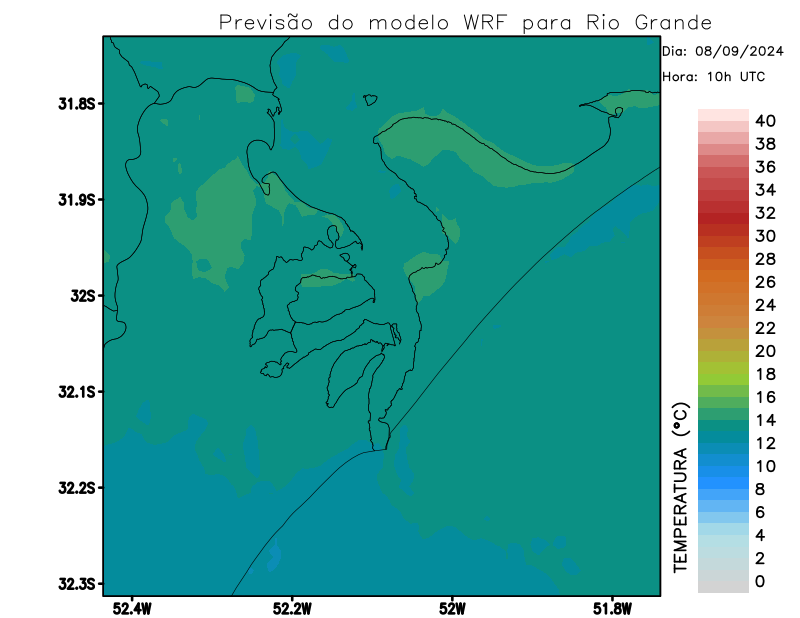 Previsão do modelo WRF para Rio Grande
Dia: 08/09/2024
Hora: 10h UTC
31.8S
31.9S
32S
32.1S
32.2S
32.3S
52.4W
52.2W
52W
51.8W
TEMPERATURA (°C)
40
38
36
34
32
30
28
26
24
22
20
18
16
14
12
10
8
6
4
2
0